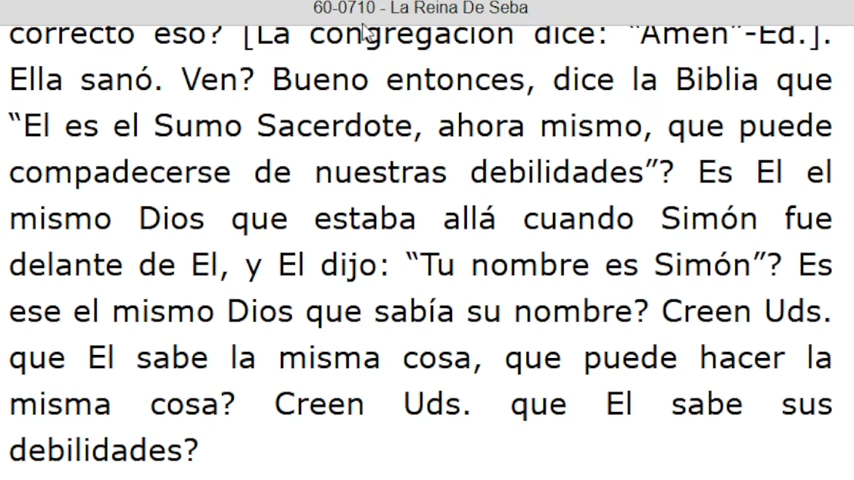 60-0710 - La Reina De Seba
correcto eso? [La congregación dice: “Amén”-Ed.].
Ella sanó. Ven? Bueno entonces, dice la Biblia que
“El es el Sumo Sacerdote, ahora mismo, que puede
compadecerse de nuestras debilidades”? Es El el
mismo Dios que estaba allá cuando Simón fue
delante de El, y El dijo: “Tu nombre es Simón”? Es
ese el mismo Dios que sabía su nombre? Creen Uds.
que El sabe la misma cosa, que puede hacer la
misma cosa? Creen Uds. que El sabe sus
debilidades?